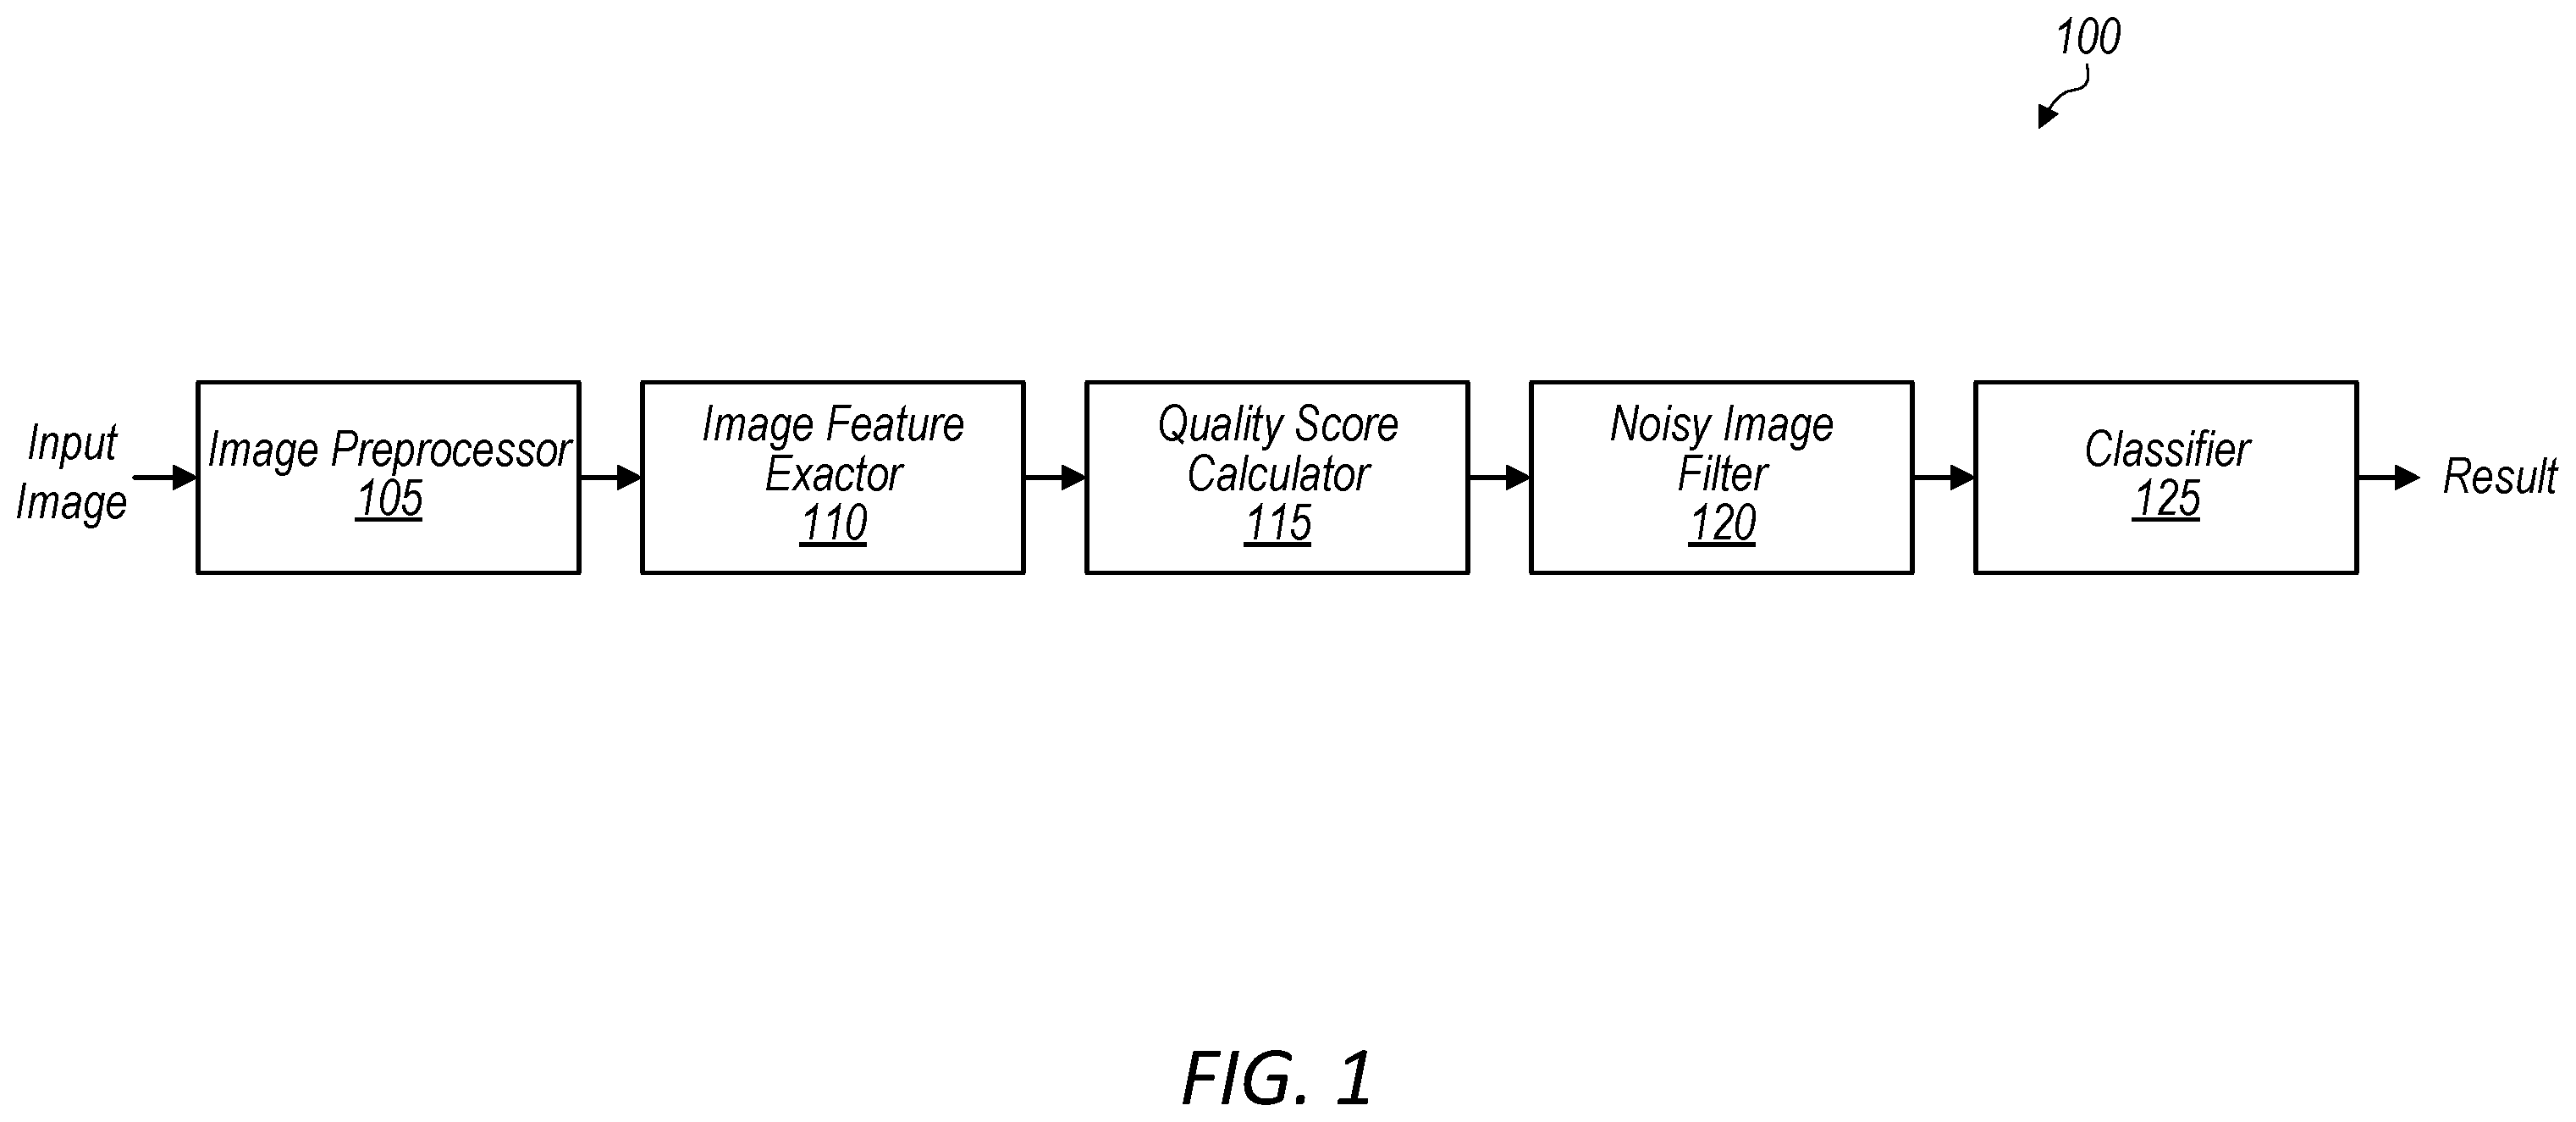 100
Input
Image
Image Preprocessor
105
Image Feature
Exactor
110
Quality Score
Calculator
115
Noisy Image
Filter
120
Classifier
125
Result
FIG. 1